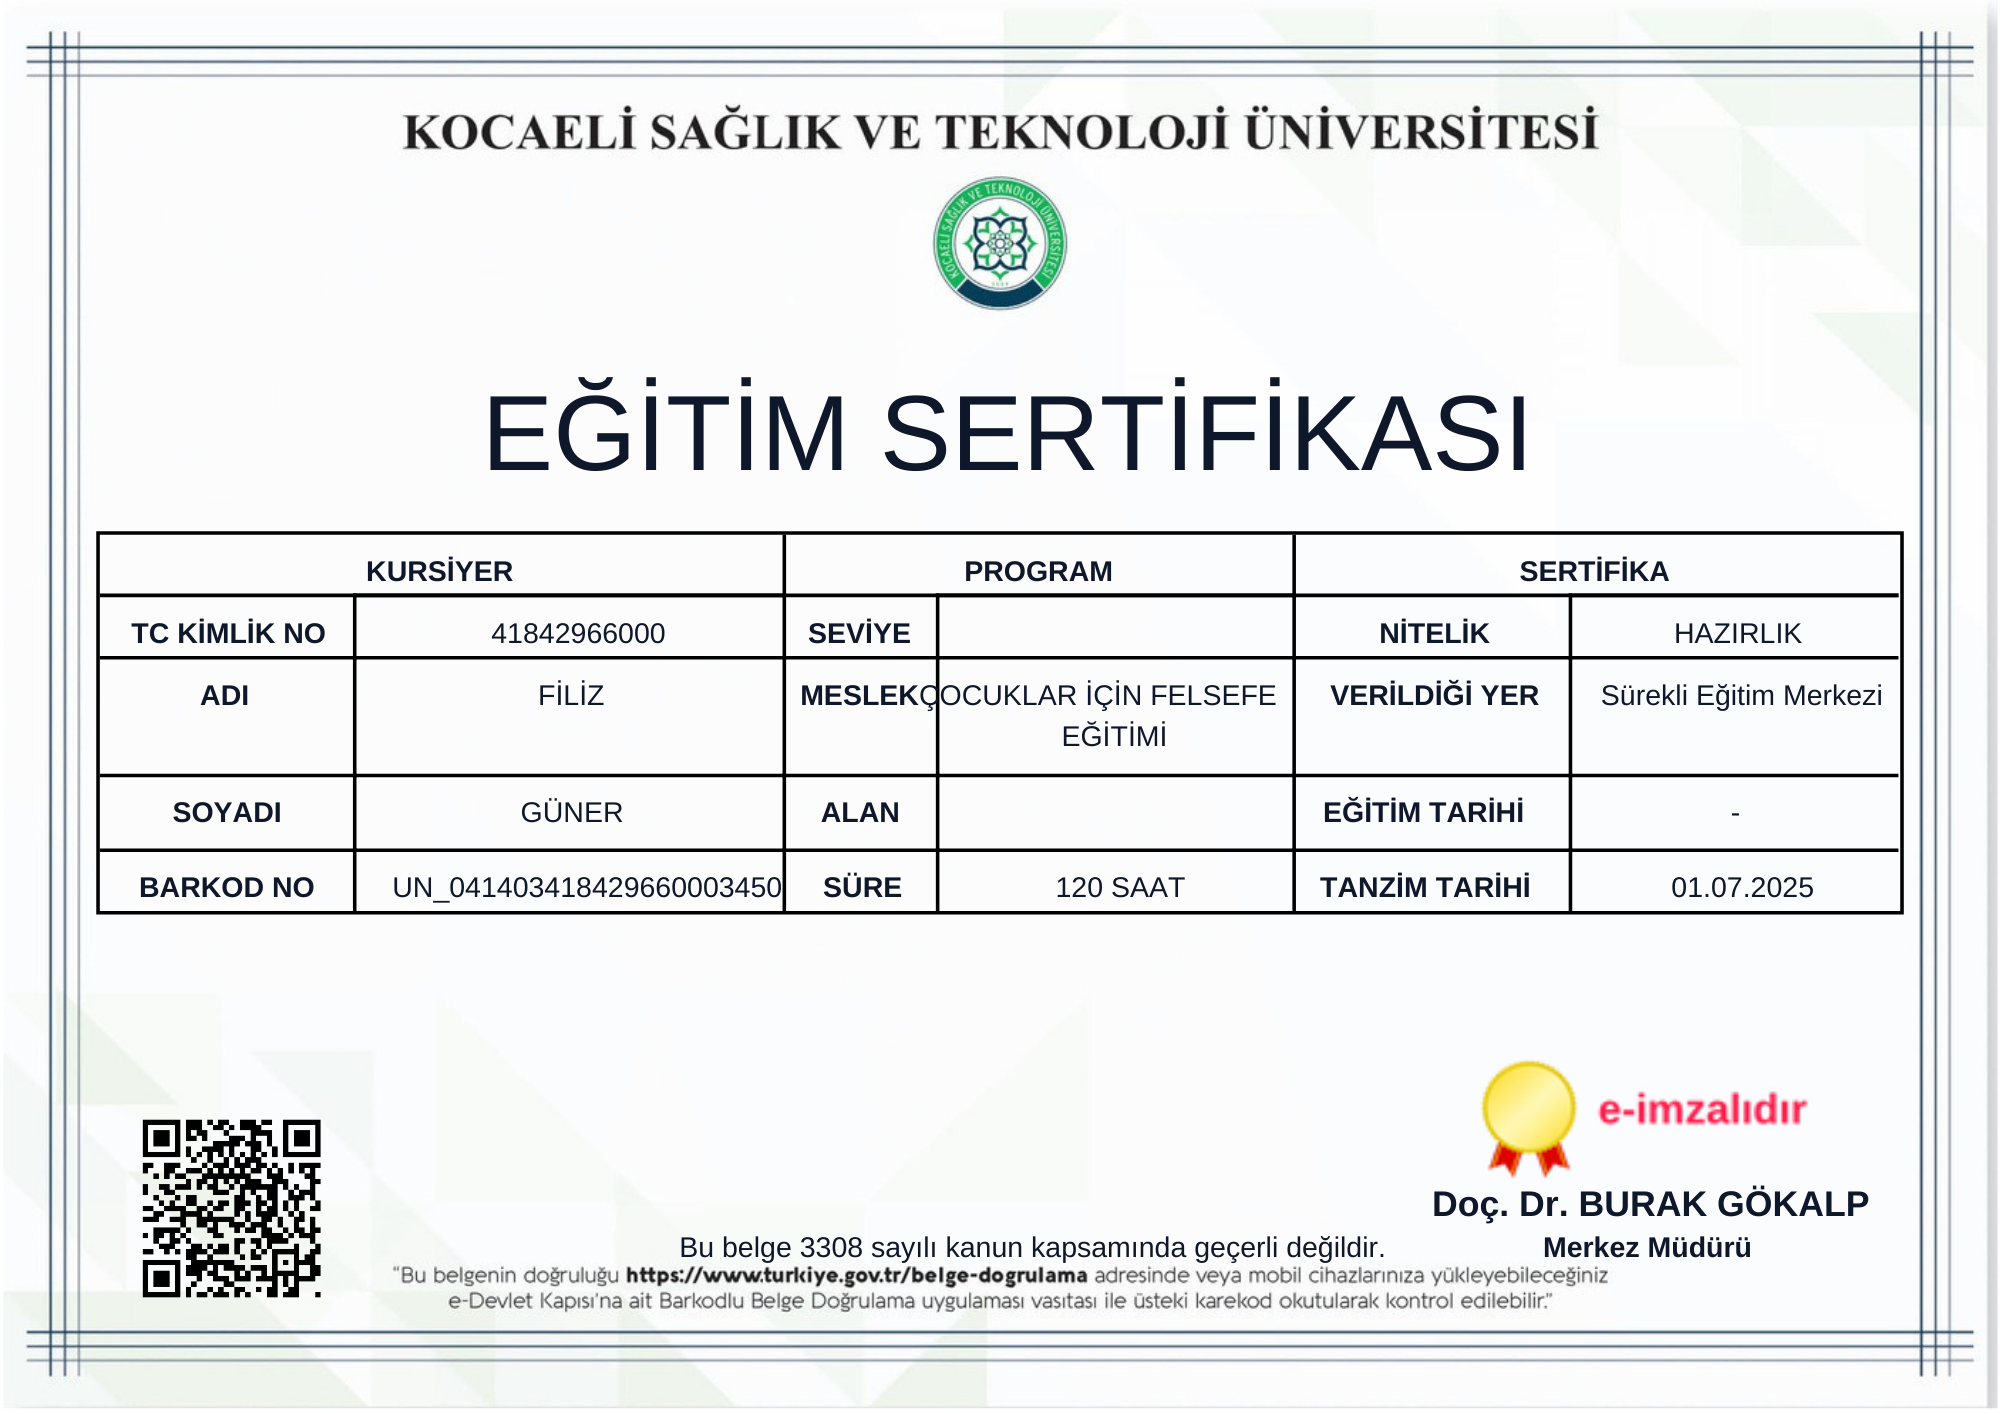 KOCAELİ SAĞLIK VE TEKNOLOJİ ÜNİVERSİTESİ
KOCAELİ SAĞLIK VE TEKNOLOJİ ÜNİVERSİTESİ
EĞİTİM SERTİFİKASI
KURSİYER PROGRAM SERTİFİKA
TC KİMLİK NO 41842966000 SEVİYE NİTELİK HAZIRLIK
ADI FİLİZ MESLEK ÇOCUKLAR İÇİN FELSEFE VERİLDİĞİ YER Sürekli Eğitim Merkezi
EĞİTİMİ
SOYADI GÜNER ALAN EĞİTİM TARİHİ -
BARKOD NO UN_041403418429660003450 SÜRE 120 SAAT TANZİM TARİHİ 01.07.2025
e-imzalıdır
Doç. Dr. BURAK GÖKALP
Bu belge 3308 sayılı kanun kapsamında geçerli değildir. Merkez Müdürü
“Bu belgenin doğruluğu https://www.turkiye.gov.tr/belge-dogrulama adresinde veya mobil cihazlarınıza yükleyebileceğiniz
e-Devlet Kapısı’na ait Barkodlu Belge Doğrulama uygulaması vasıtası ile üsteki karekod okutularak kontrol edilebilir.”